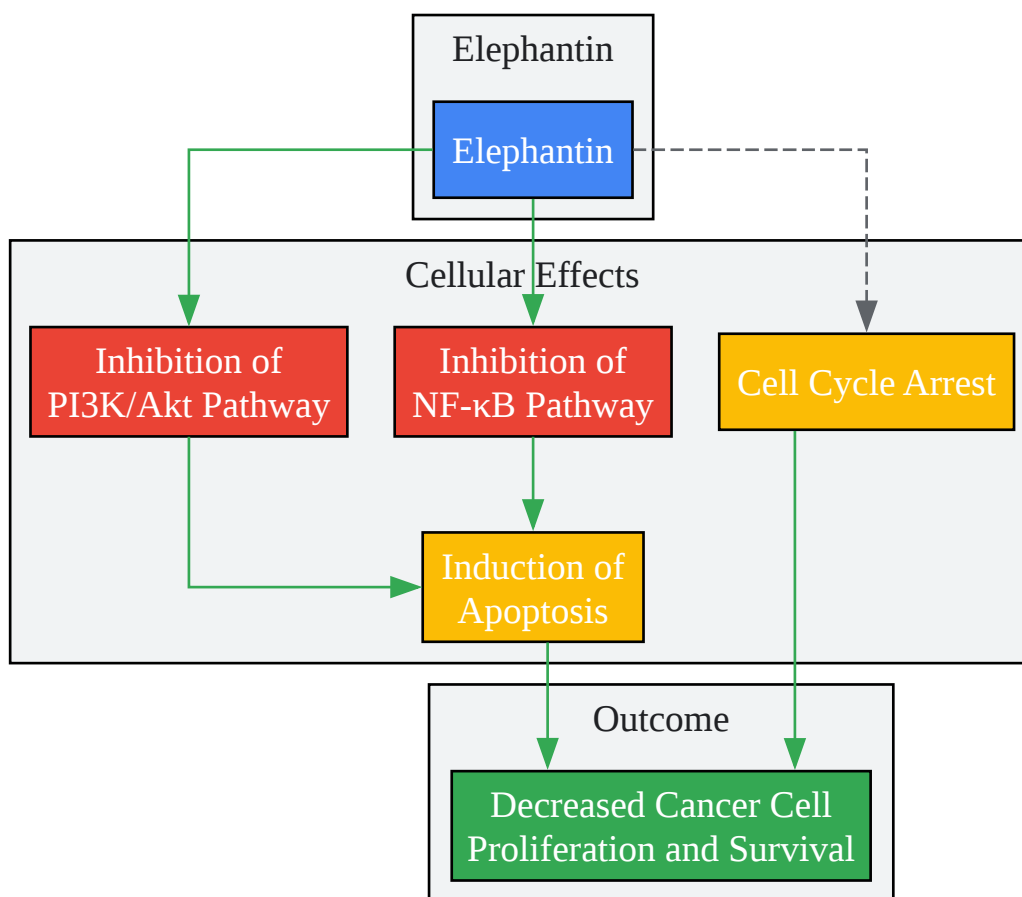 Elephantin
Elephantin
Cellular Effects
Inhibition of
PI3K/Akt Pathway
Inhibition of
NF-κB Pathway
Cell Cycle Arrest
Induction of
Apoptosis
Outcome
Decreased Cancer Cell
Proliferation and Survival